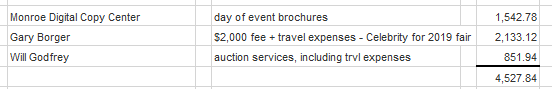 Monroe Digital Copy Center day of event brochures 1,542.78
Gary Borger $2,000 fee + travel expenses - Celebrity for 2019 fair 2,133.12
Will Godfrey auction services, including trvl expenses 851.94
4,527.84